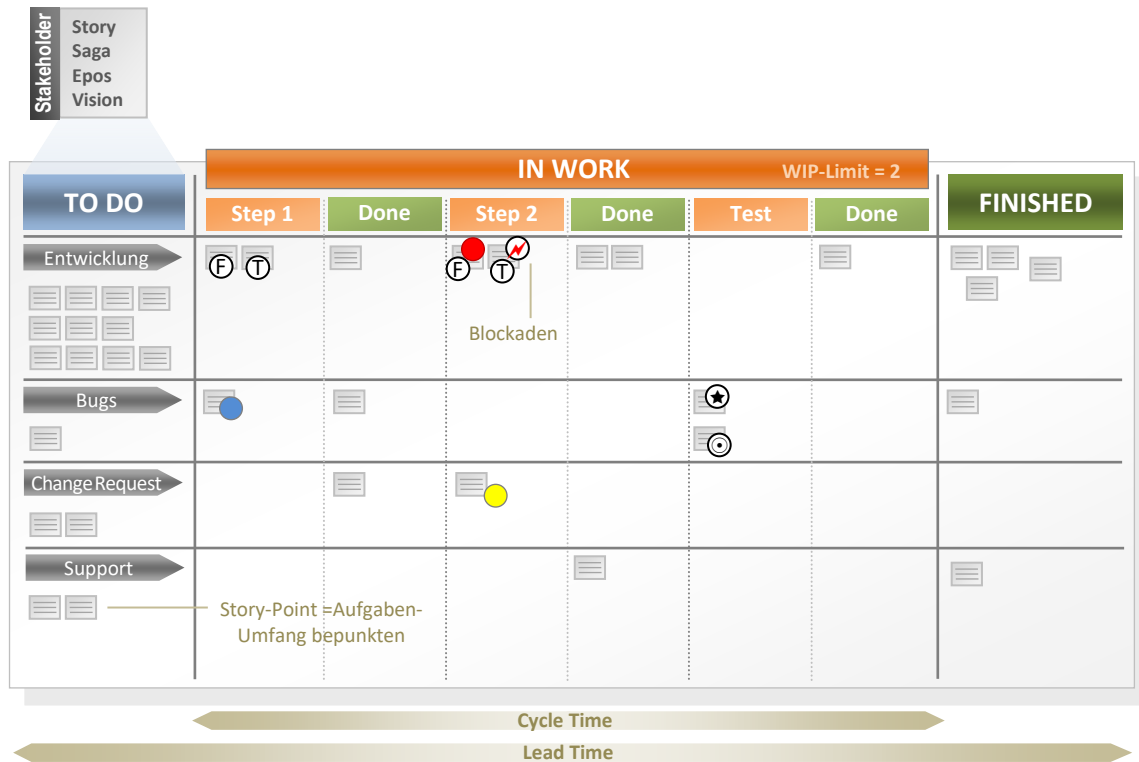 Stakeholder
Story
Saga
Epos
Vision
IN WORK
WIP-Limit = 2
TO DO
Step 1
Done
Step 2
Done
Test
Done
FINISHED
Entwicklung
F
T
F
T
Blockaden
Bugs
Change Request
Support
Story-Point =Aufgaben-
Umfang bepunkten
Cycle Time
Lead Time